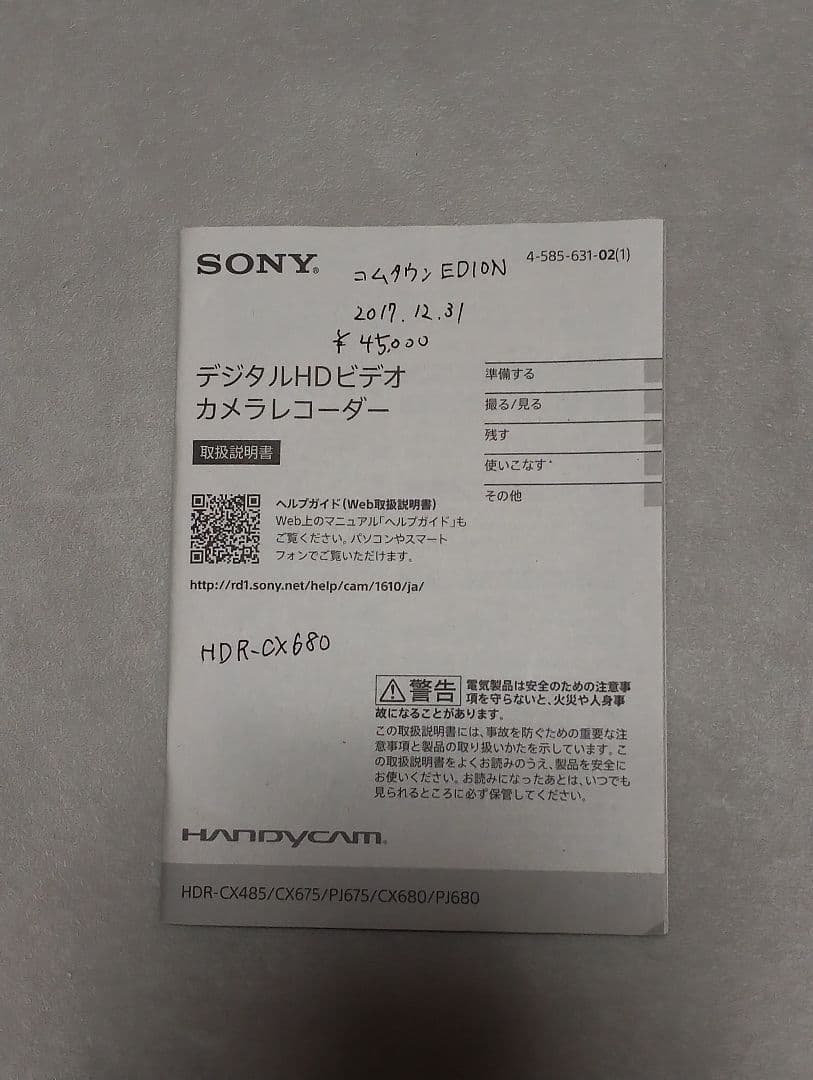 SONY®
コムタウン EDION
4-585-631-02(1)
2017.12.31
¥45,000
デジタルHDビデオ
カメラレコーダー
取扱説明書
準備する
撮る/見る
残す
使いこなす
その他
ヘルプガイド(Web取扱説明書)
Web上のマニュアル「ヘルプガイド」も
ご覧ください。パソコンやスマート
フォンでご覧いただけます。
http://rd1.sony.net/help/cam/1610/ja/
HDR-CX680
警告 電気製品は安全のための注意事
項を守らないと、火災や人身事
故になることがあります。
この取扱説明書には、事故を防ぐための重要な注
意事項と製品の取り扱いかたを示しています。こ
の取扱説明書をよくお読みのうえ、製品を安全に
お使いください。お読みになったあとは、いつでも
見られるところに必ず保管してください。
HANDYCAM®
HDR-CX485/CX675/PJ675/CX680/PJ680